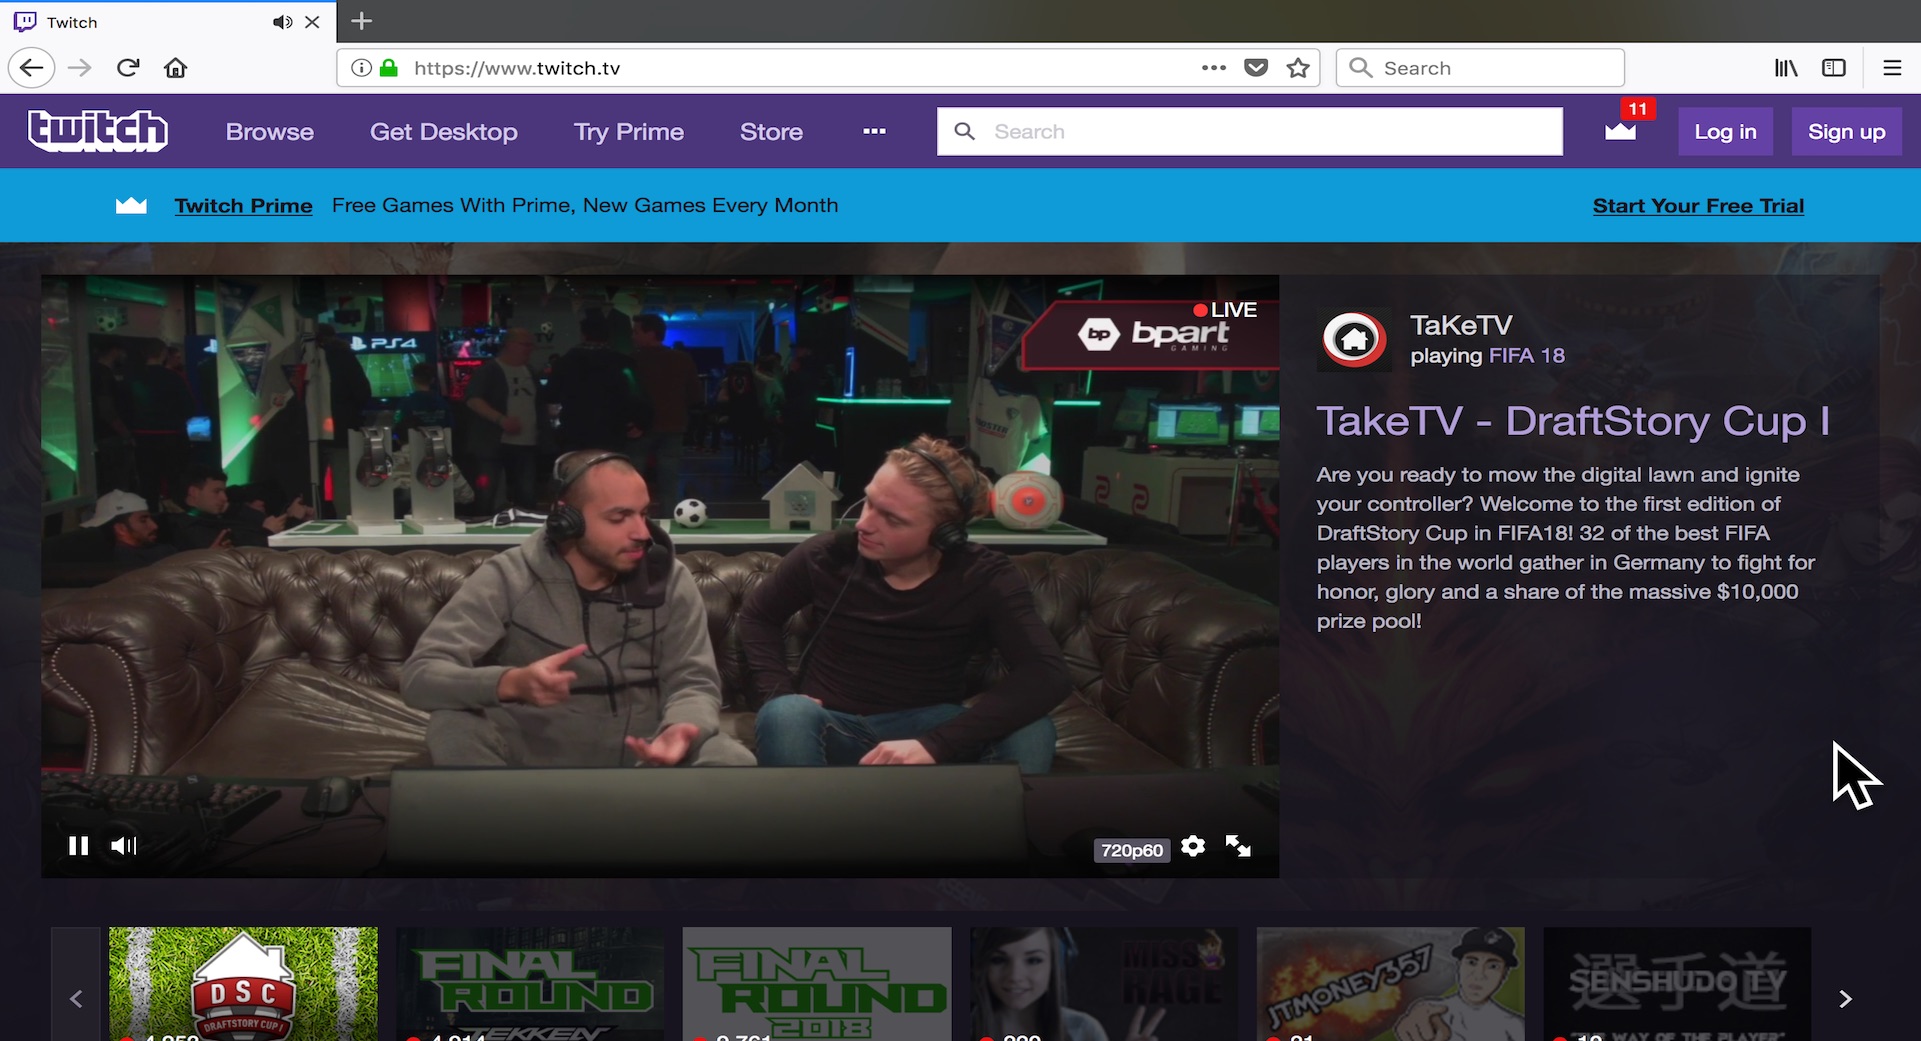 Twitch
https://www.twitch.tv
Search
twitch
Browse
Get Desktop
Try Prime
Store
Search
11
Log in
Sign up
Twitch Prime Free Games With Prime, New Games Every Month
Start Your Free Trial
LIVE
bp bpart
GAMING
PS4
TaKeTV
playing FIFA 18
TakeTV - DraftStory Cup I
Are you ready to mow the digital lawn and ignite
your controller? Welcome to the first edition of
DraftStory Cup in FIFA18! 32 of the best FIFA
players in the world gather in Germany to fight for
honor, glory and a share of the massive $10,000
prize pool!
720p60
DSC
DRAFTSTORY CUP I
FINAL
ROUND
TEKKEN
FINAL
ROUND
2018
MISS
RAGE
JTMONEY357
選手道
SENSHUDO TV
"THE WAY OF THE PLAYER"